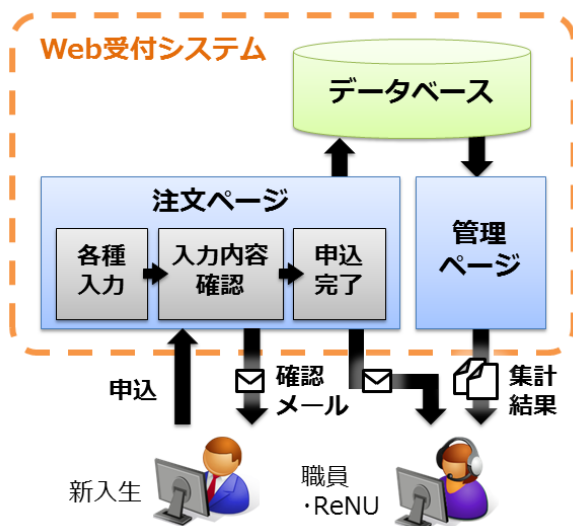 Web受付システム
データベース
注文ページ
各種
入力
入力内容
確認
申込
完了
管理
ページ
申込
確認
メール
集計
結果
新入生
職員
・ReNU